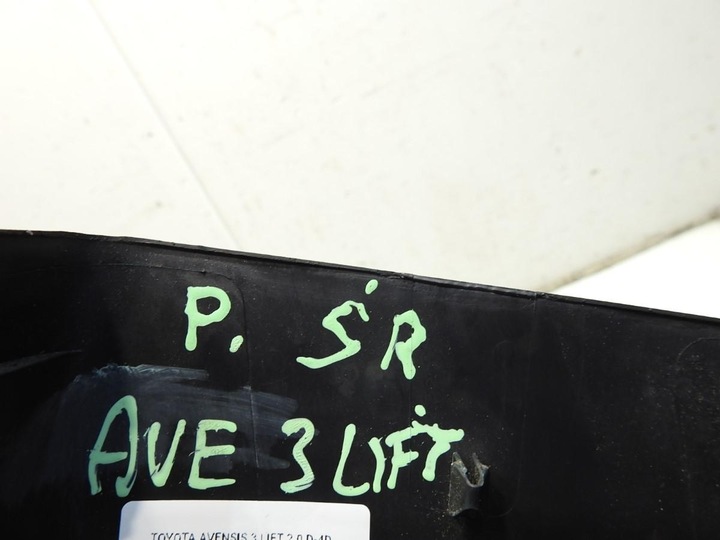 P. ŚR
AVE 3 LIFT
TOYOTA AVENSIS 3 LIFT 2.0 D-4D